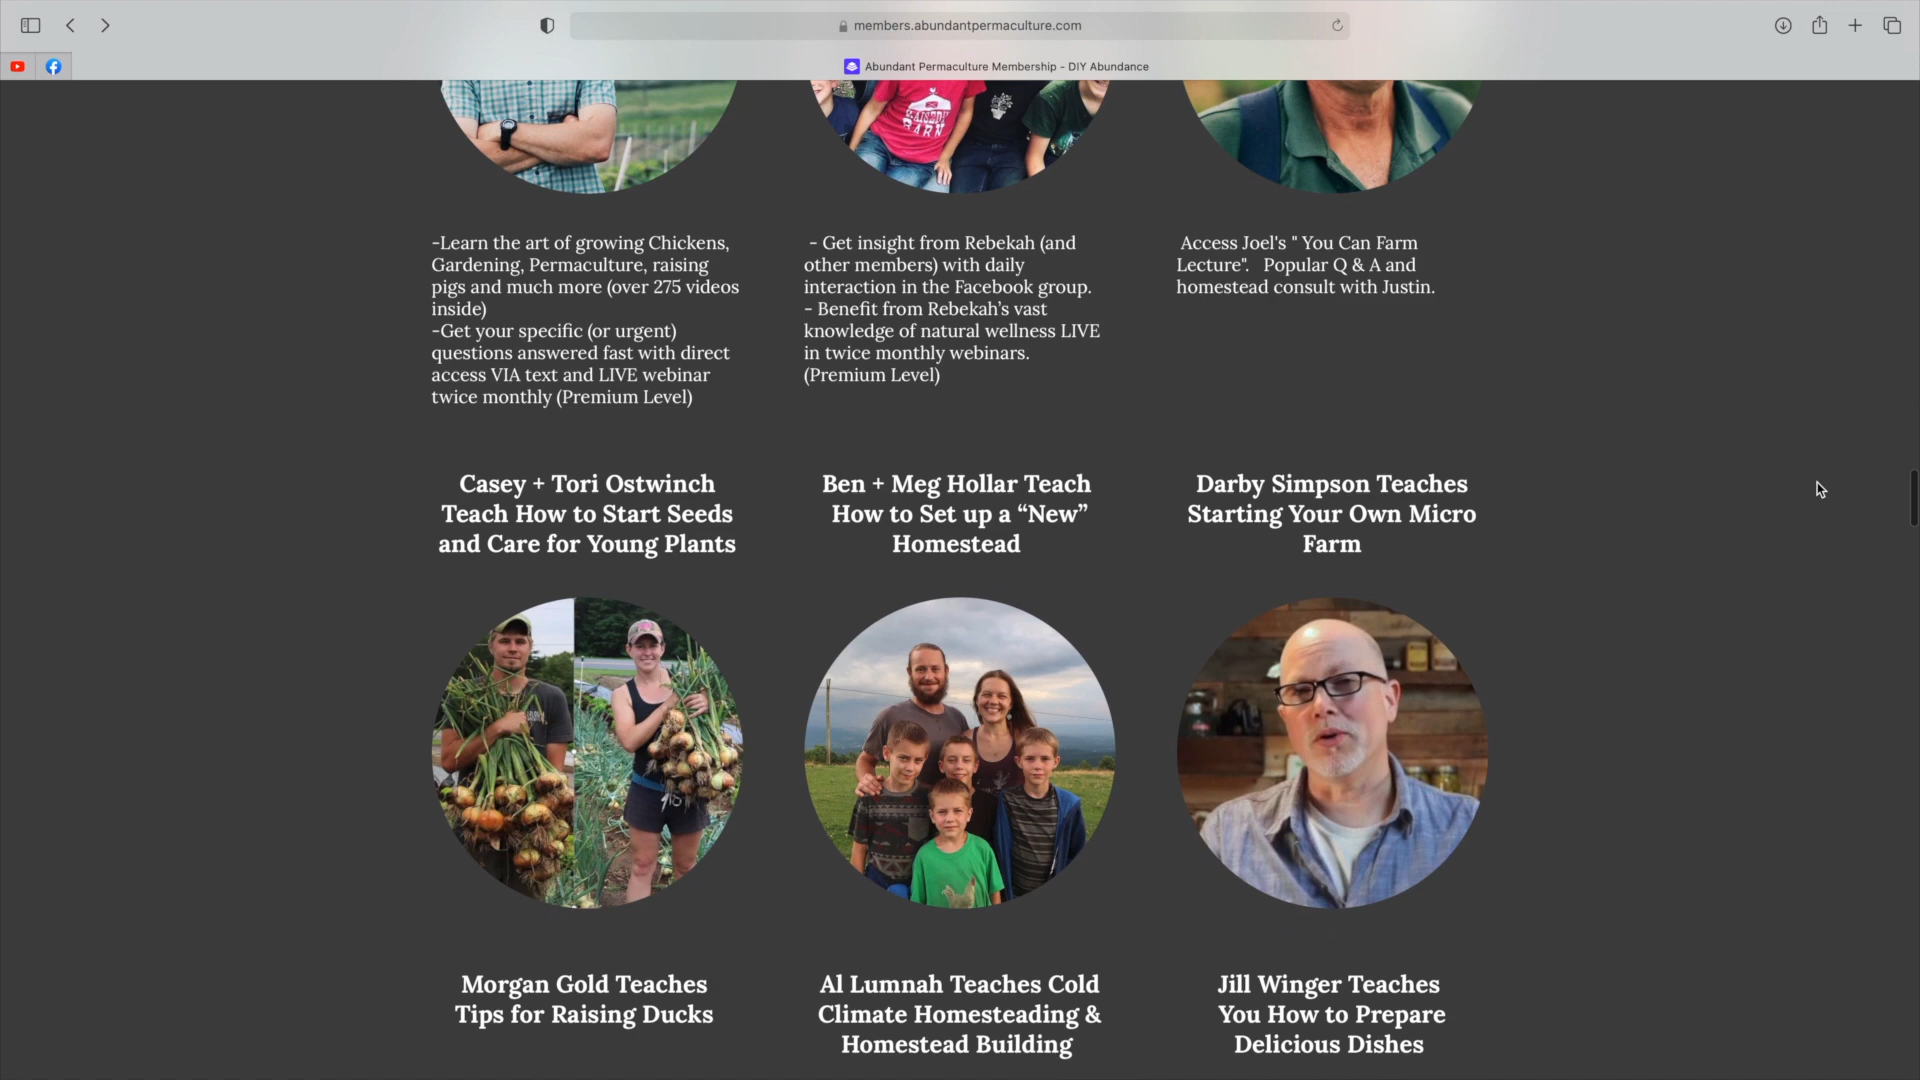 members.abundantpermaculture.com
Abundant Permaculture Membership - DIY Abundance
RAISED
BARN
-Learn the art of growing Chickens,
Gardening, Permaculture, raising
pigs and much more (over 275 videos
inside)
-Get your specific (or urgent)
questions answered fast with direct
access VIA text and LIVE webinar
twice monthly (Premium Level)
- Get insight from Rebekah (and
other members) with daily
interaction in the Facebook group.
- Benefit from Rebekah’s vast
knowledge of natural wellness LIVE
in twice monthly webinars.
(Premium Level)
Access Joel's " You Can Farm
Lecture". Popular Q & A and
homestead consult with Justin.
Casey + Tori Ostwinch
Teach How to Start Seeds
and Care for Young Plants
Ben + Meg Hollar Teach
How to Set up a “New”
Homestead
Darby Simpson Teaches
Starting Your Own Micro
Farm
Morgan Gold Teaches
Tips for Raising Ducks
Al Lumnah Teaches Cold
Climate Homesteading &
Homestead Building
Jill Winger Teaches
You How to Prepare
Delicious Dishes